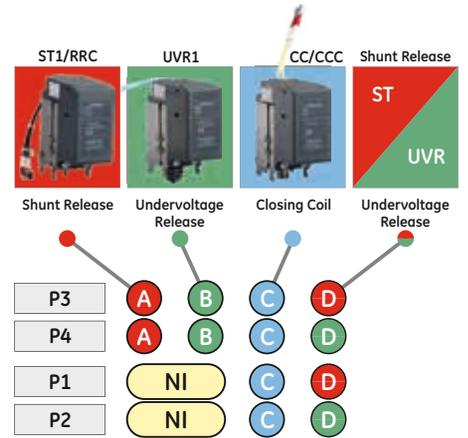 ST1/RRC UVR1 CC/CCC Shunt Release
ST
UVR
Shunt Release Undervoltage Release Closing Coil Undervoltage Release
P3 A B C D
P4 A B C D
P1 NI C D
P2 NI C D